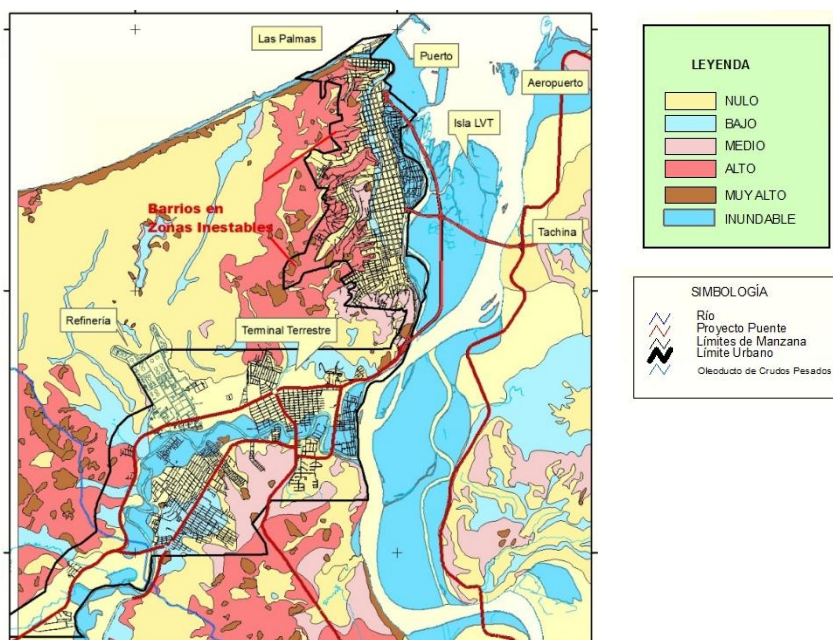 Las Palmas
Puerto
Aeropuerto
Isla LVT
Barrios en
Zonas Inestables
Tachina
Refinería
Terminal Terrestre
LEYENDA
NULO
BAJO
MEDIO
ALTO
MUY ALTO
INUNDABLE
SIMBOLOGÍA
Río
Proyecto Puente
Límites de Manzana
Límite Urbano
Oleoducto de Crudos Pesados